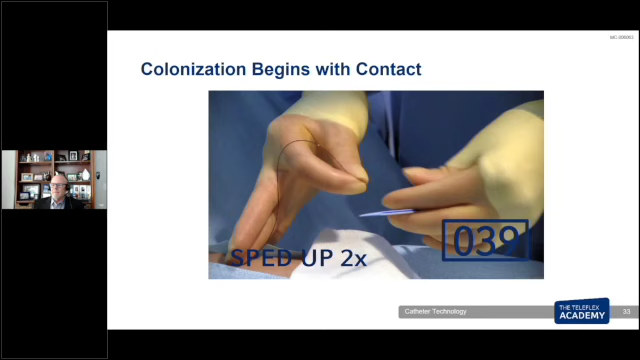 Colonization Begins with Contact
SPED UP 2x
039
Catheter Technology
THE TELEFLEX
ACADEMY
33